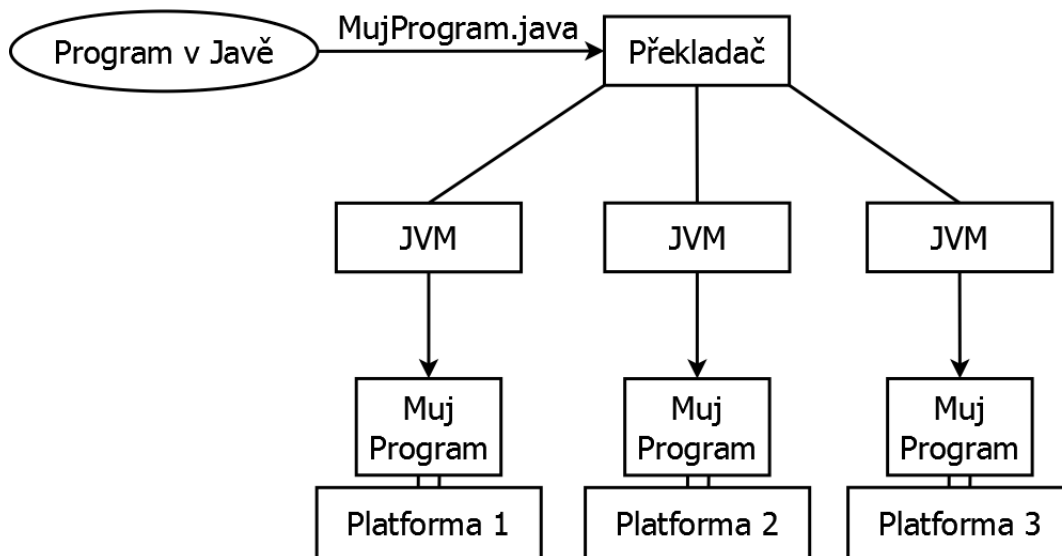 Program v Javě
MujProgram.java
Překladač
JVM
JVM
JVM
Muj
Program
Muj
Program
Muj
Program
Platforma 1
Platforma 2
Platforma 3